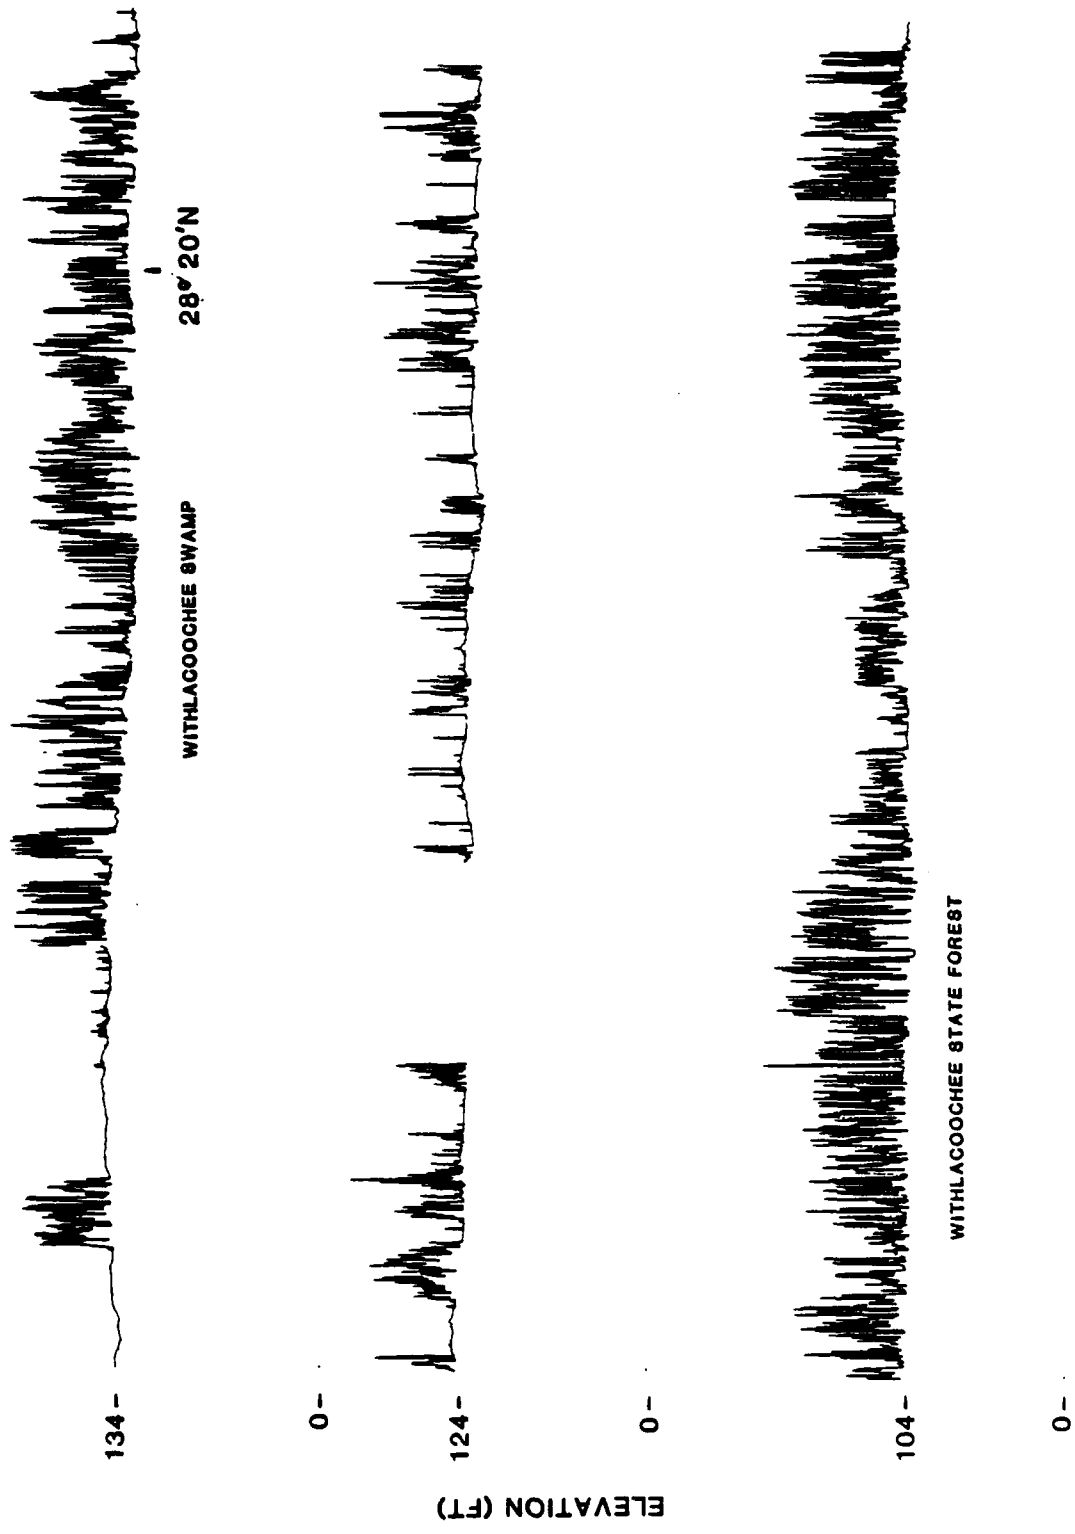 ELEVATION (FT)
134-
28° 20'N
WITHLACOOCHEE SWAMP
0-
124-
0-
104-
WITHLACOOCHEE STATE FOREST
0-